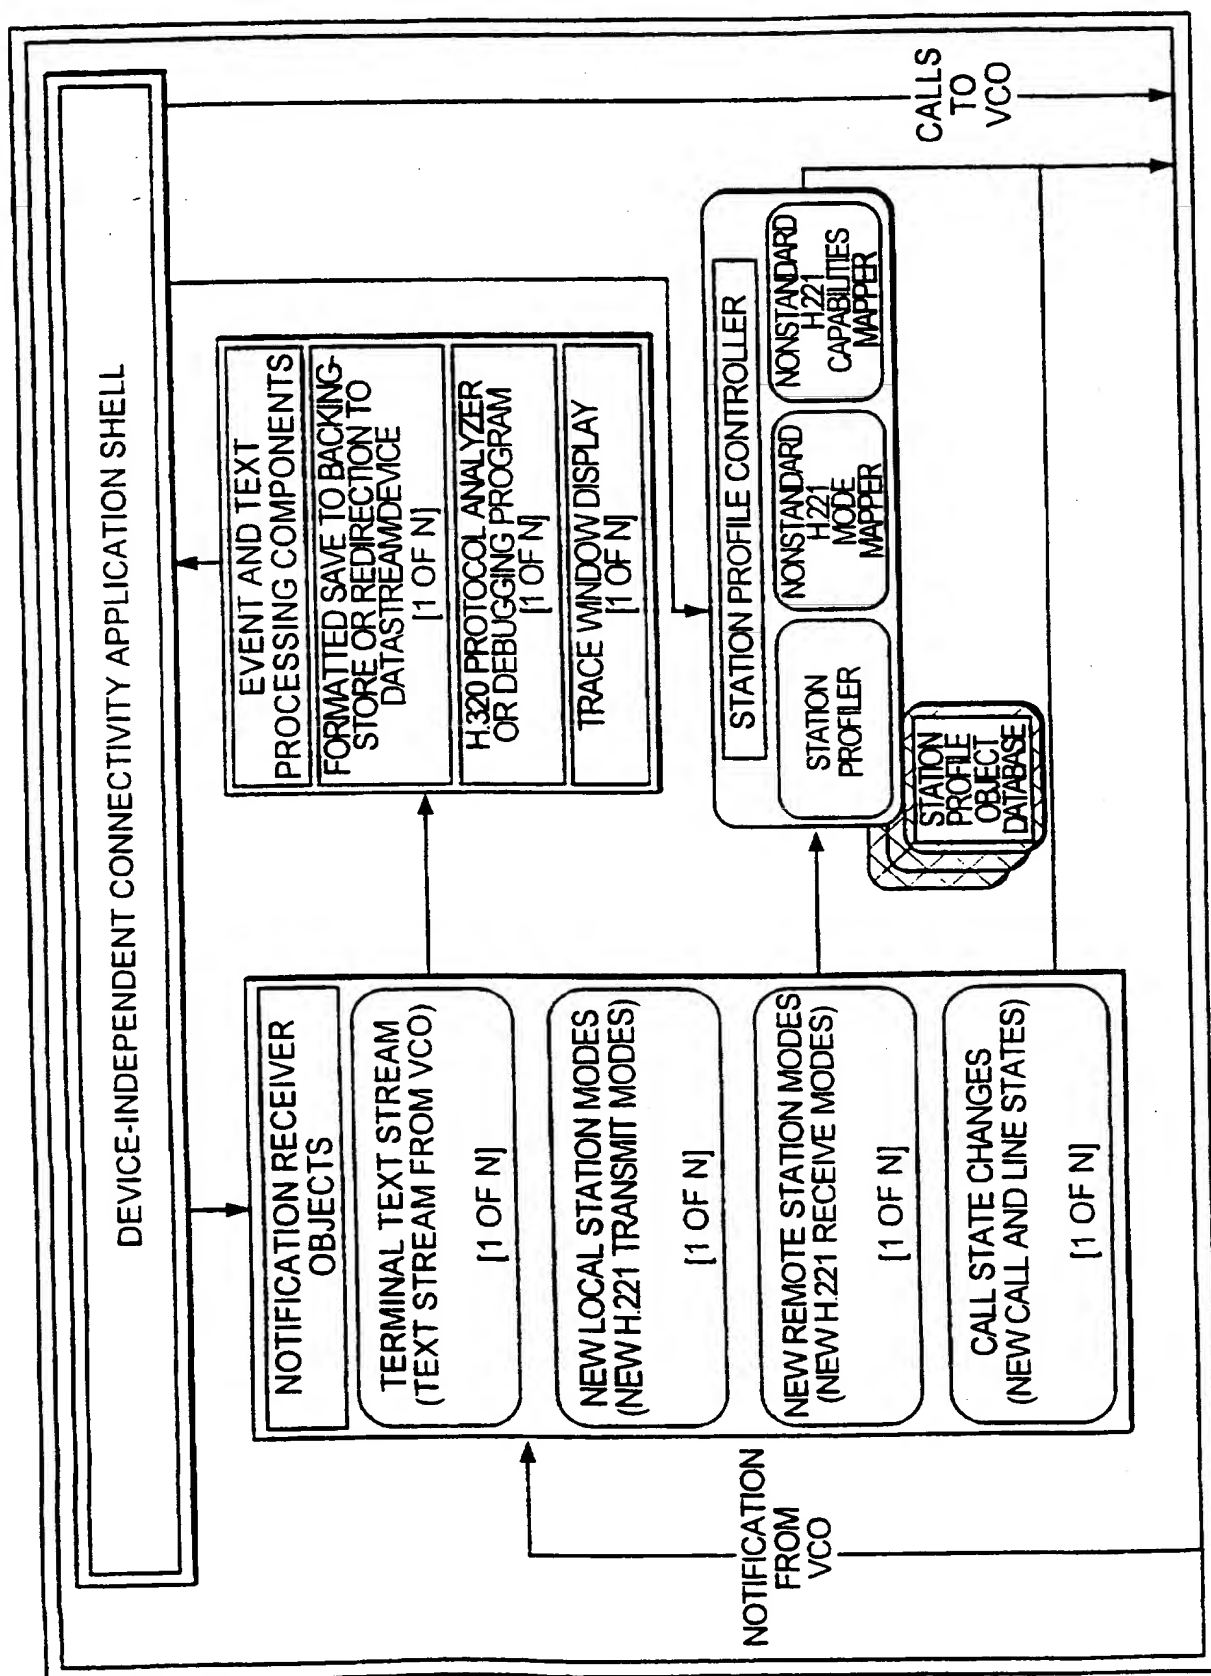 DEVICE-INDEPENDENT CONNECTIVITY APPLICATION SHELL
NOTIFICATION RECEIVER
OBJECTS
TERMINAL TEXT STREAM
(TEXT STREAM FROM VCO)
[1 OF N]
NEW LOCAL STATION MODES
(NEW H.221 TRANSMIT MODES)
[1 OF N]
NEW REMOTE STATION MODES
(NEW H.221 RECEIVE MODES)
[1 OF N]
CALL STATE CHANGES
(NEW CALL AND LINE STATES)
[1 OF N]
NOTIFICATION
FROM
VCO
EVENT AND TEXT
PROCESSING COMPONENTS
FORMATTED SAVE TO BACKING-
STORE OR REDIRECTION TO
DATASTREAM/DEVICE
[1 OF N]
H.320 PROTOCOL ANALYZER
OR DEBUGGING PROGRAM
[1 OF N]
TRACE WINDOW DISPLAY
[1 OF N]
STATION PROFILE CONTROLLER
STATION
PROFILER
NONSTANDARD
H.221
MODE
MAPPER
NONSTANDARD
H.221
CAPABILITIES
MAPPER
STATION
PROFILE
OBJECT
DATABASE
CALLS
TO
VCO